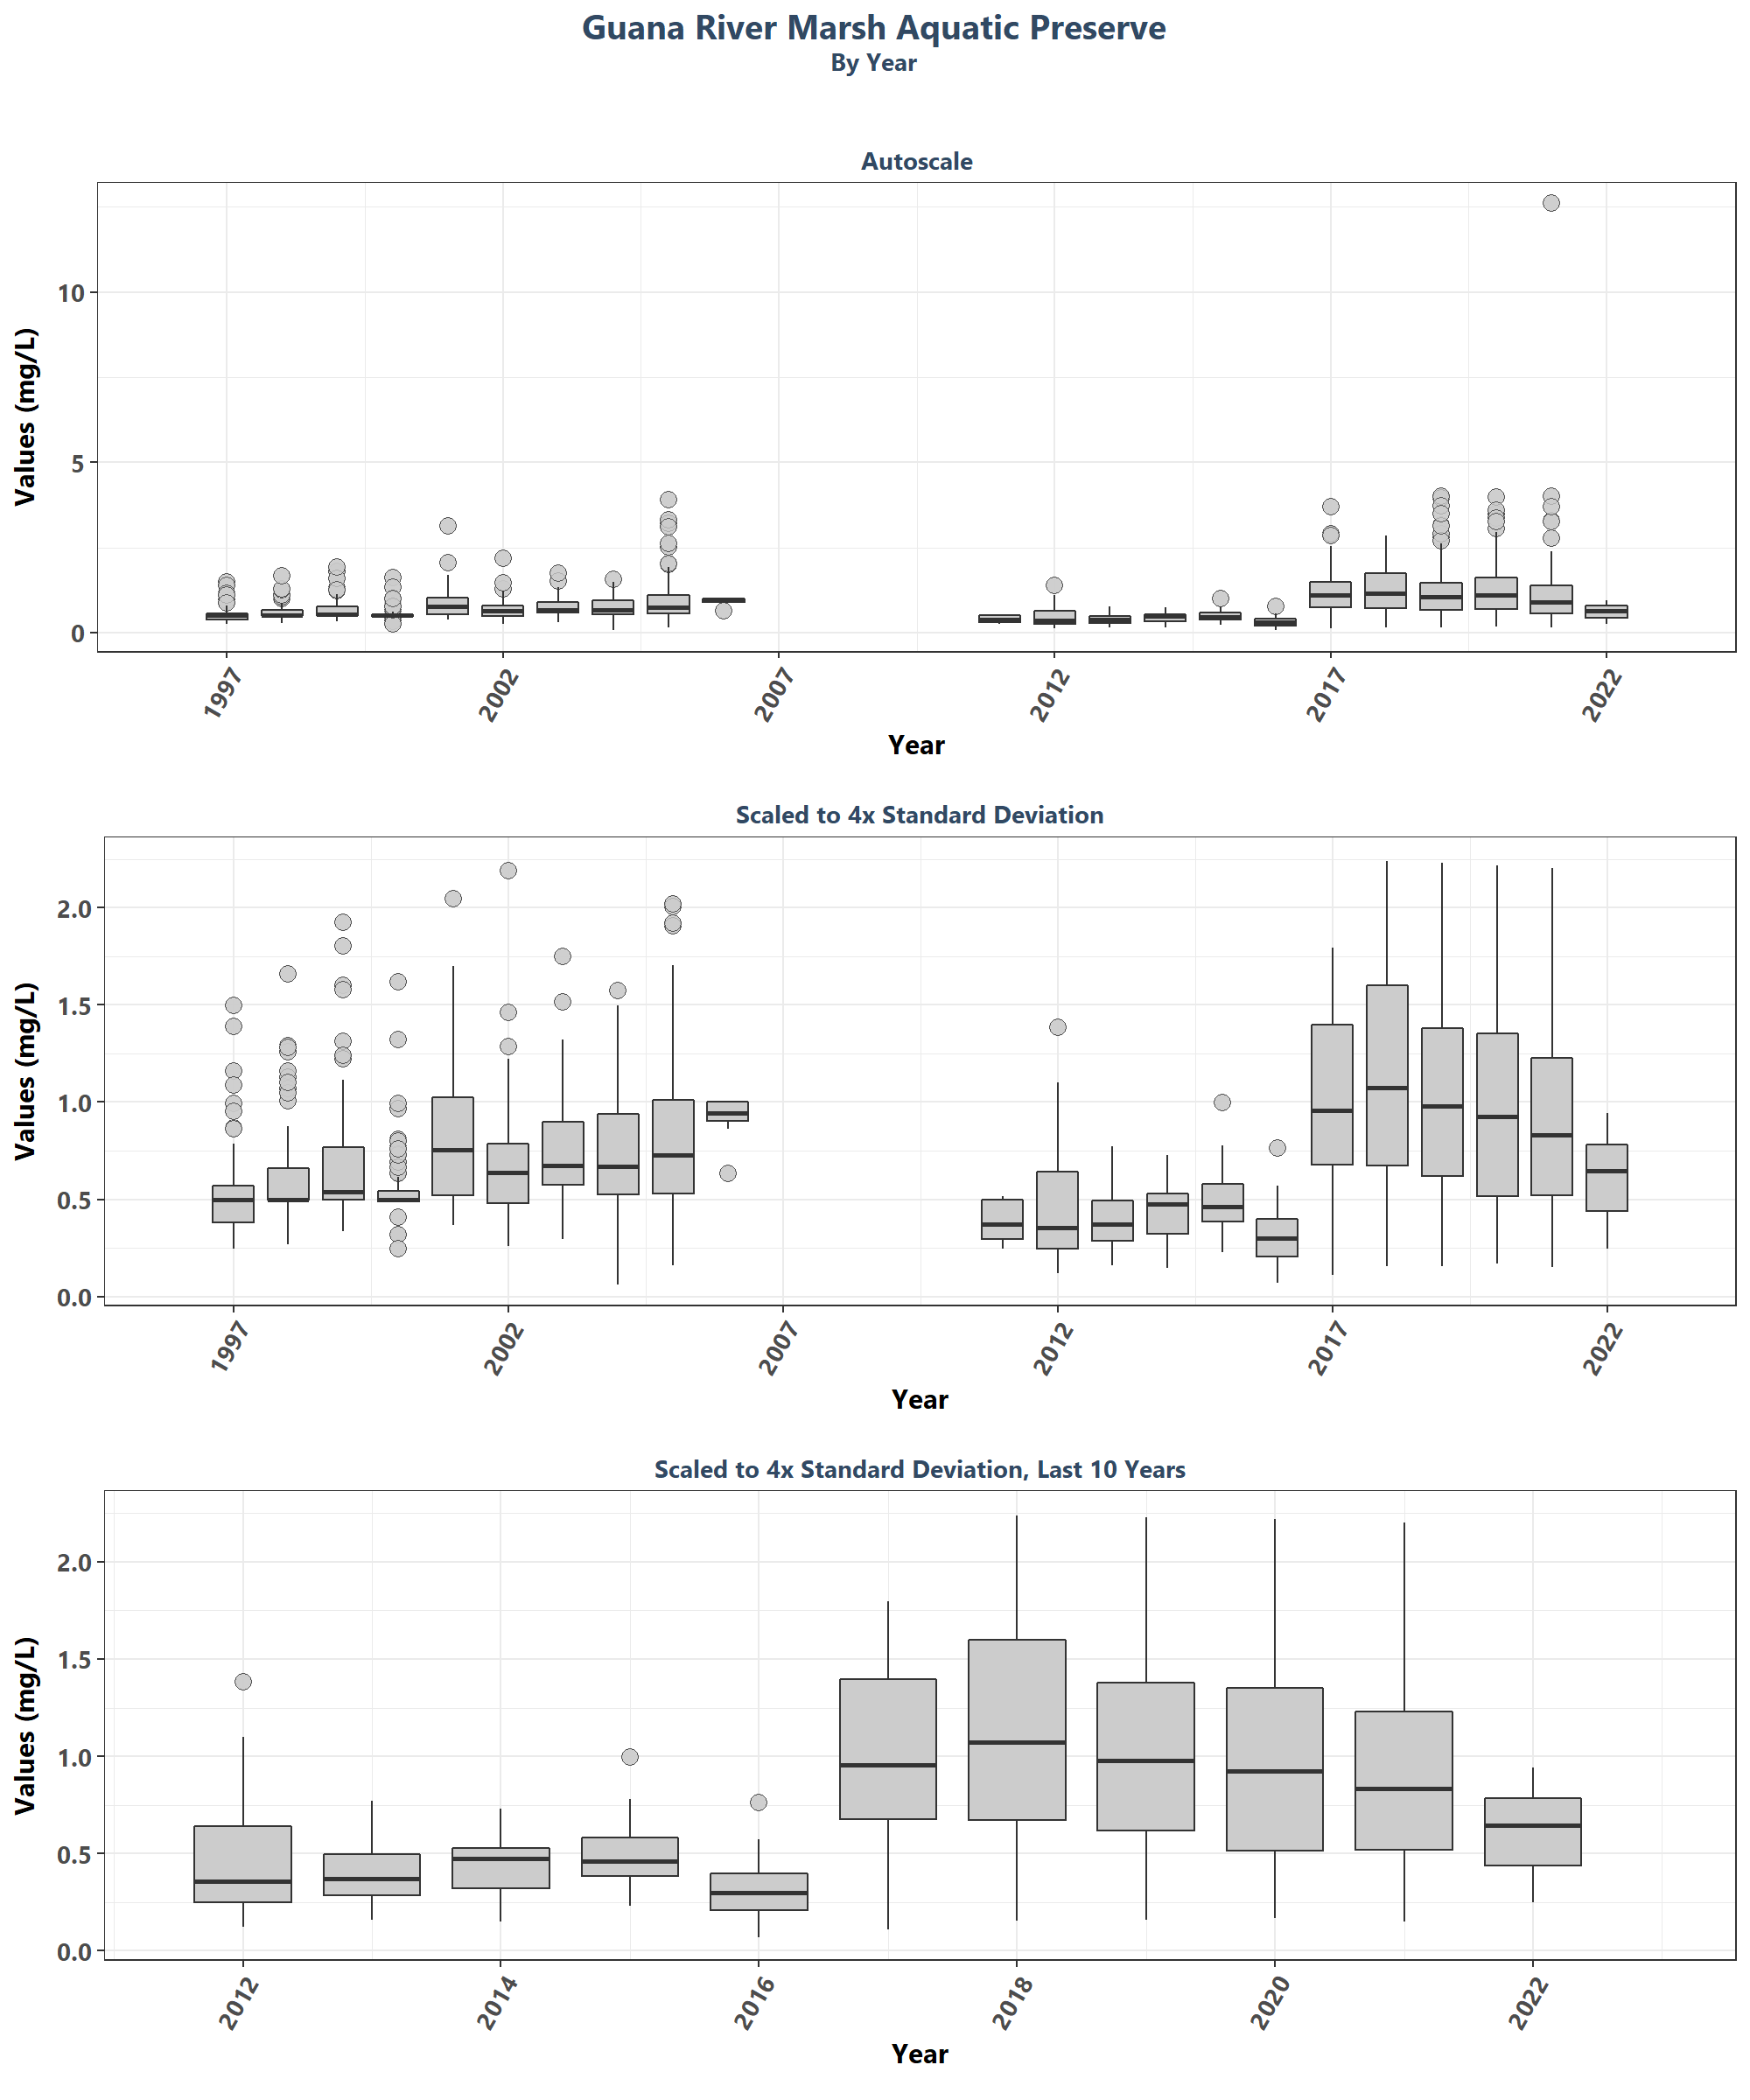 Guana River Marsh Aquatic Preserve
By Year
Autoscale
Values (mg/L)
10
5
0
1997
2002
2007
2012
2017
2022
Year
Scaled to 4x Standard Deviation
Values (mg/L)
2.0
1.5
1.0
0.5
0.0
1997
2002
2007
2012
2017
2022
Year
Scaled to 4x Standard Deviation, Last 10 Years
Values (mg/L)
2.0
1.5
1.0
0.5
0.0
2012
2014
2016
2018
2020
2022
Year